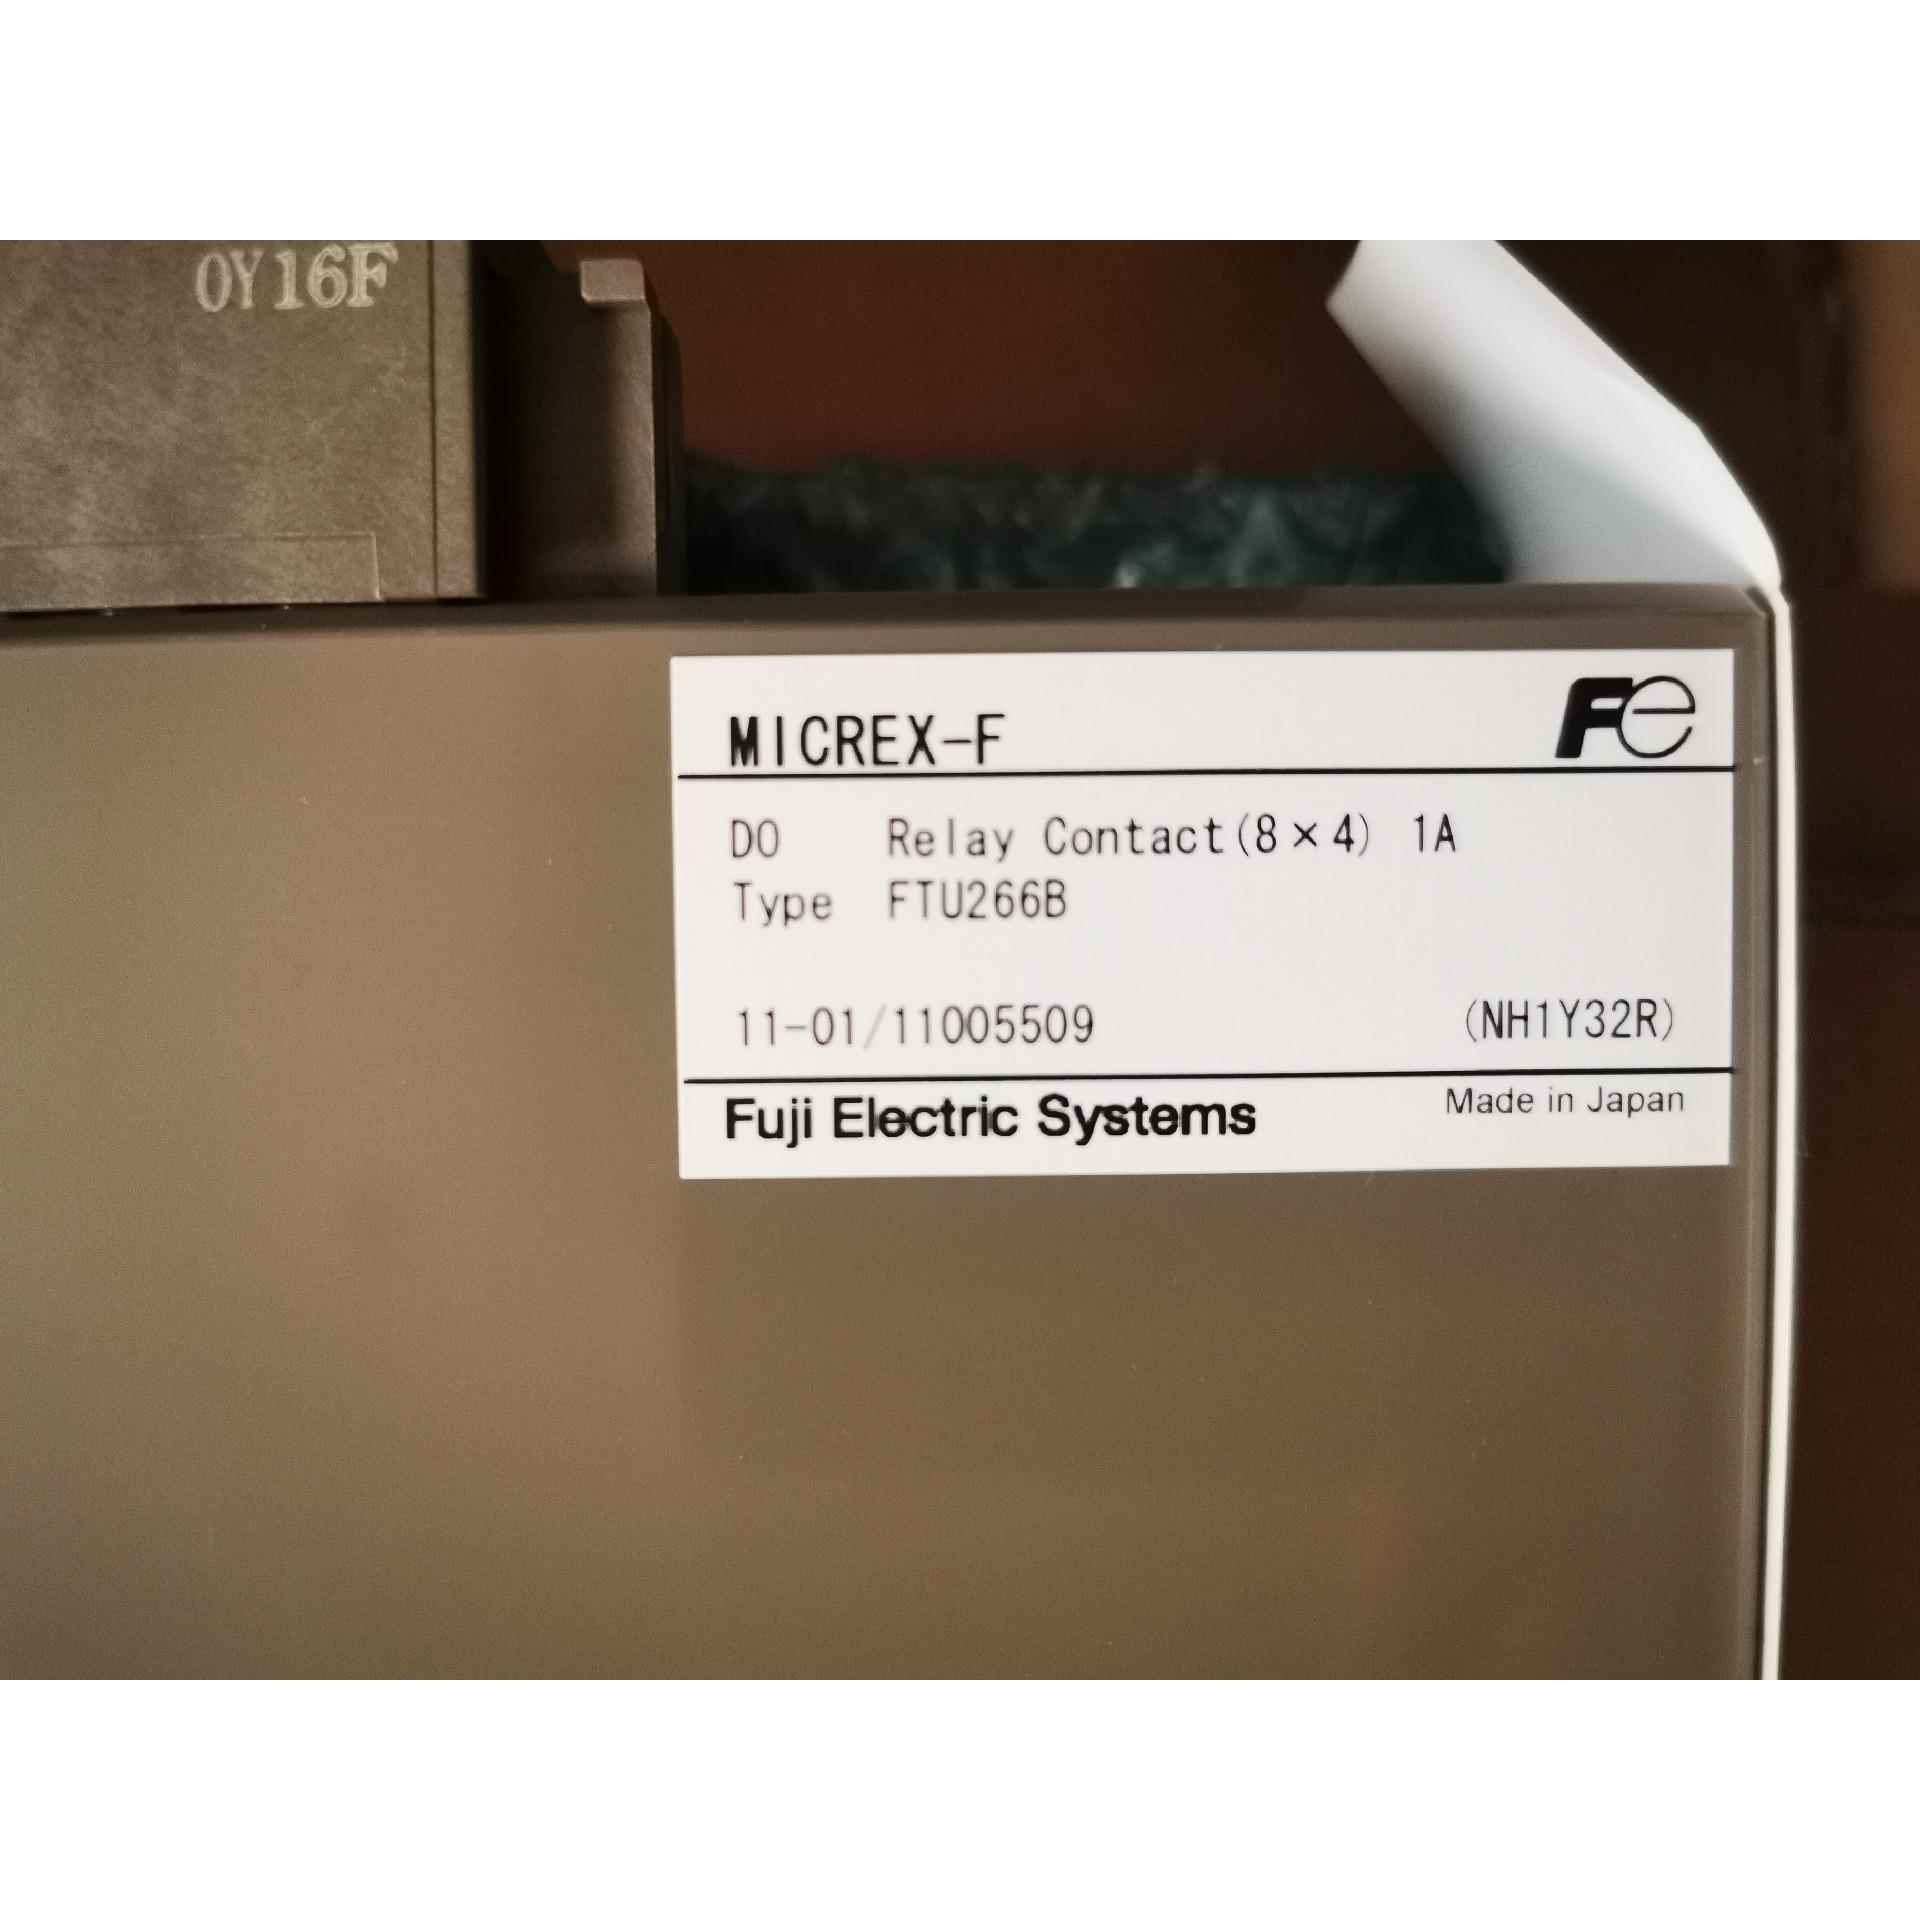 OY16F
MICREX-F Fe
DO Relay Contact(8×4) 1A
Type FTU266B
11-01/11005509 (NH1Y32R)
Fuji Electric Systems Made in Japan